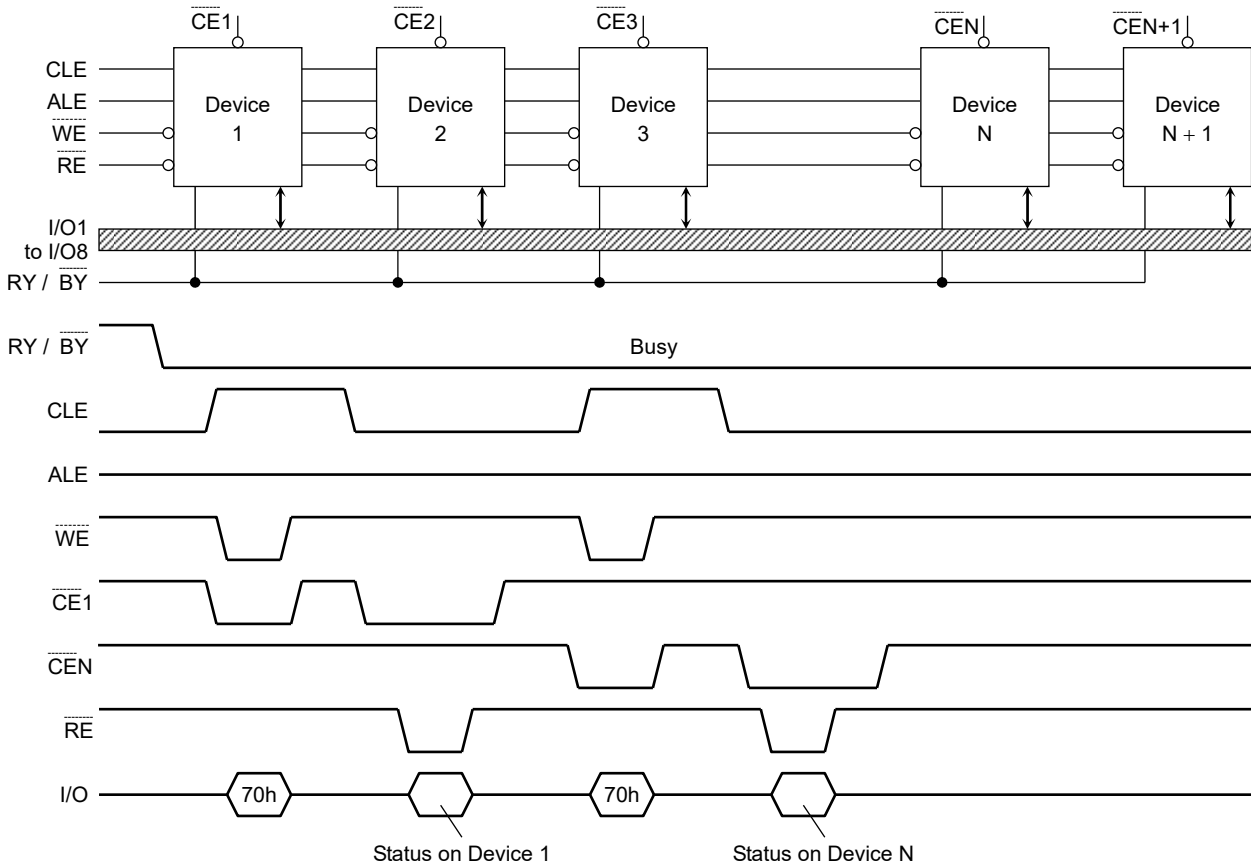 CE1 CE2 CE3 CEN CEN+1
CLE
ALE
WE
RE
Device 1
Device 2
Device 3
Device N
Device N + 1
I/O1
to I/O8
RY / BY
RY / BY
Busy
CLE
ALE
WE
CE1
CEN
RE
I/O
70h
70h
Status on Device 1
Status on Device N